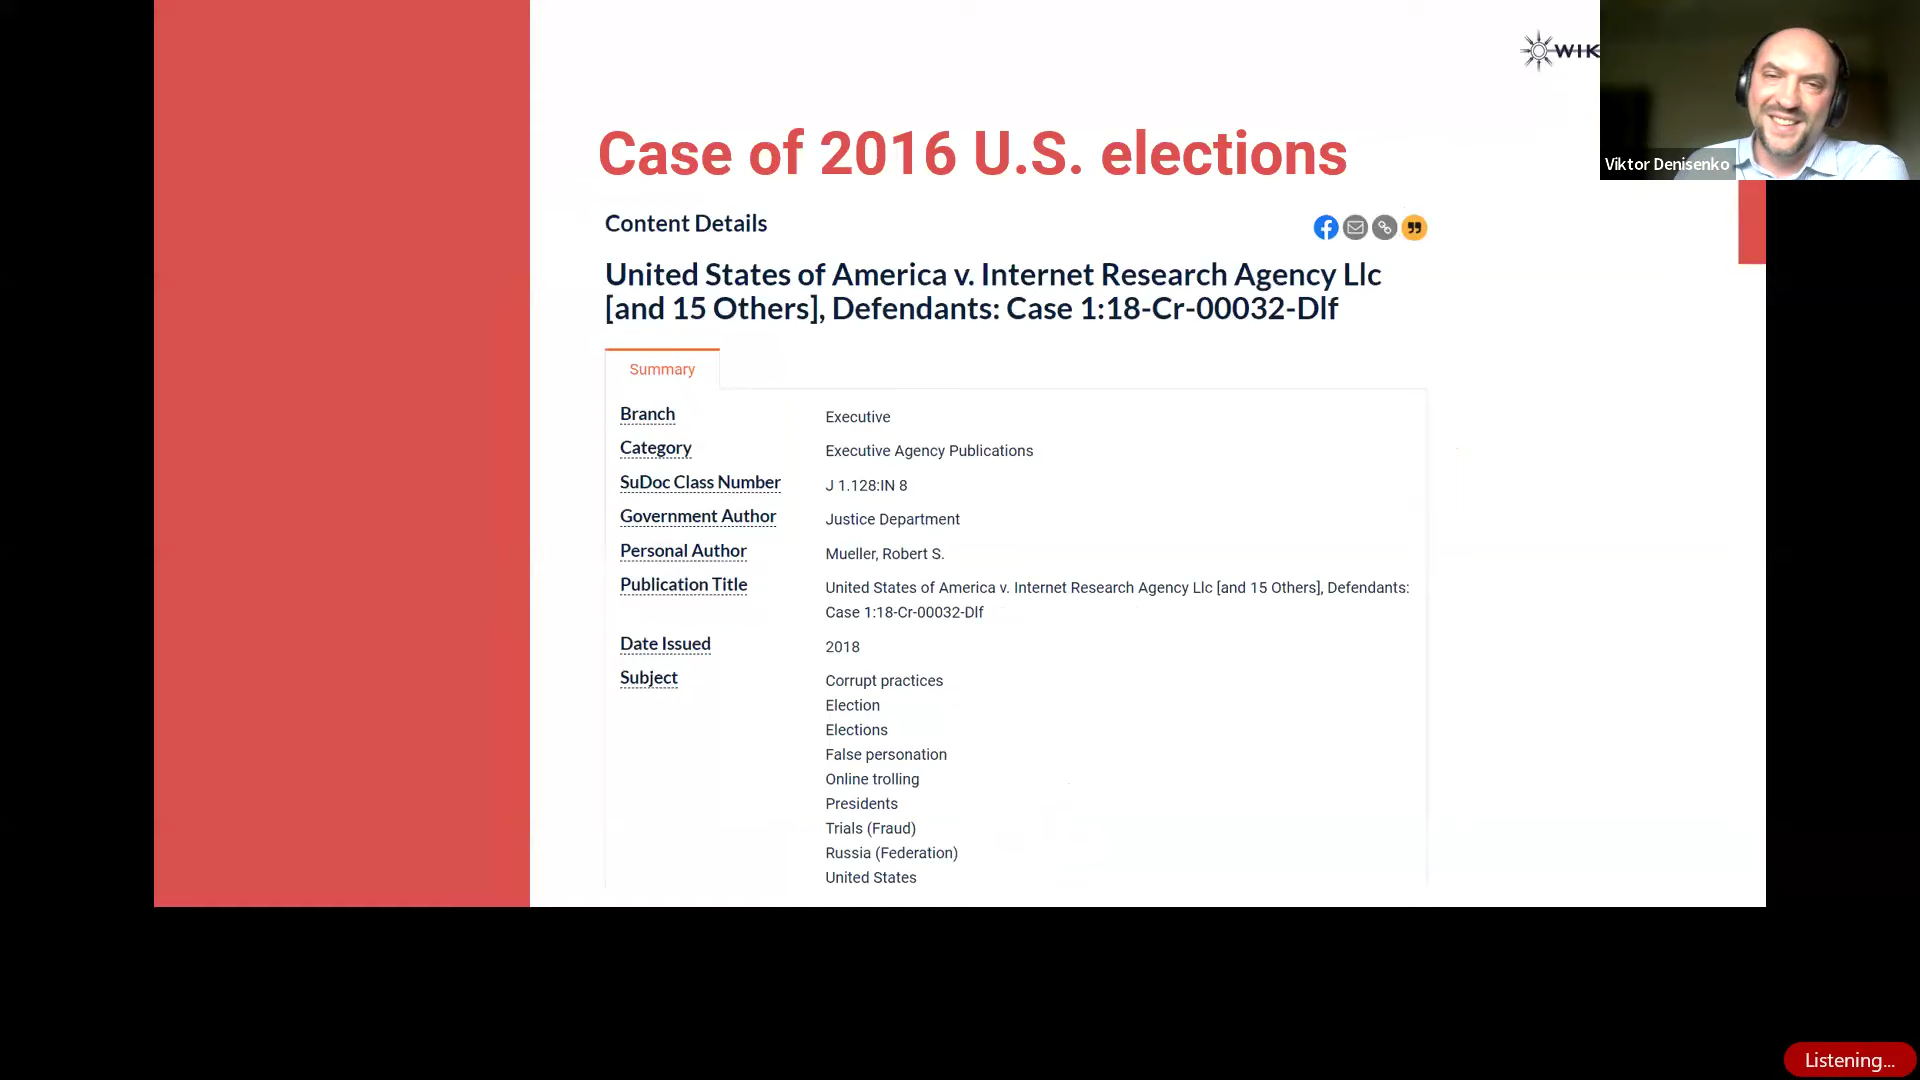 WIK
Case of 2016 U.S. elections
Viktor Denisenko
Content Details
United States of America v. Internet Research Agency Llc
[and 15 Others], Defendants: Case 1:18-Cr-00032-Dlf
Summary
Branch Executive
Category Executive Agency Publications
SuDoc Class Number J 1.128:IN 8
Government Author Justice Department
Personal Author Mueller, Robert S.
Publication Title United States of America v. Internet Research Agency Llc [and 15 Others], Defendants:
Case 1:18-Cr-00032-Dlf
Date Issued 2018
Subject Corrupt practices
Election
Elections
False personation
Online trolling
Presidents
Trials (Fraud)
Russia (Federation)
United States
Listening...